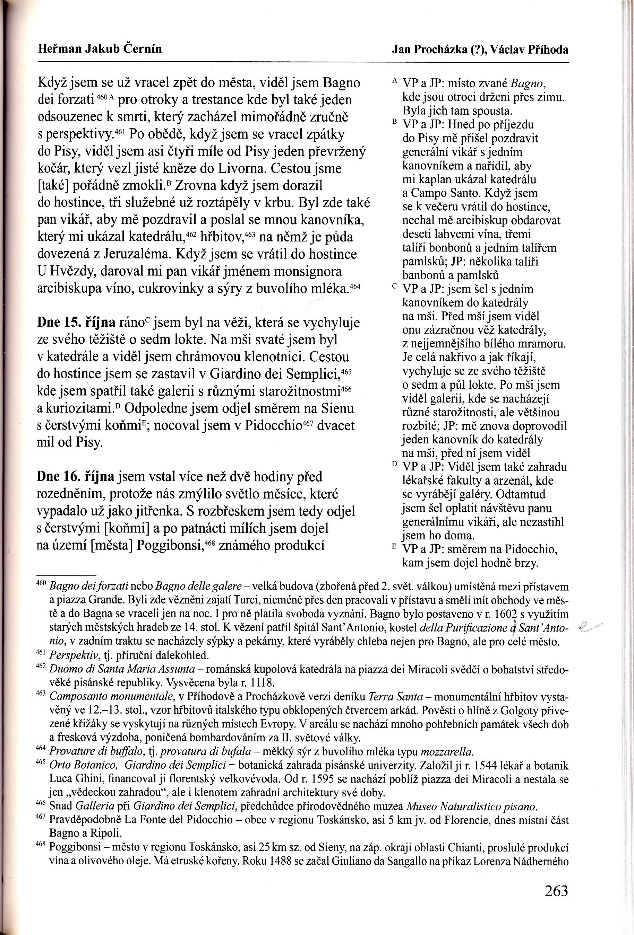 Heřman Jakub Černín
Jan Procházka (?), Václav Příhoda
Když jsem se už vracel zpět do města, viděl jsem Bagno
dei forzati⁴⁶⁰ ᴬ pro otroky a trestance kde byl také jeden
odsouzenec k smrti, který zacházel mimořádně zručně
s perspektivy.⁴⁶¹ Po obědě, když jsem se vracel zpátky
do Pisy, viděl jsem asi čtyři míle od Pisy jeden převržený
kočár, který vezl jisté kněze do Livorna. Cestou jsme
[také] pořádně zmokli.ᴮ Zrovna když jsem dorazil
do hostince, tři služebné už roztápěly v krbu. Byl zde také
pan vikář, aby mě pozdravil a poslal se mnou kanovníka,
který mi ukázal katedrálu,⁴⁶² hřbitov,⁴⁶³ na němž je půda
dovezená z Jeruzaléma. Když jsem se vrátil do hostince
U Hvězdy, daroval mi pan vikář jménem monsignora
arcibiskupa víno, cukrovinky a sýry z buvolího mléka.⁴⁶⁴
Dne 15. října ránoᶜ jsem byl na věži, která se vychyluje
ze svého těžiště o sedm lokte. Na mši svaté jsem byl
v katedrále a viděl jsem chrámovou klenotnici. Cestou
do hostince jsem se zastavil v Giardino dei Semplici,⁴⁶⁵
kde jsem spatřil také galerii s různými starožitnostmi⁴⁶⁶
a kuriozitami.ᴰ Odpoledne jsem odjel směrem na Sienu
s čerstvými koňmiᴱ; nocoval jsem v Pidocchio⁴⁶⁷ dvacet
mil od Pisy.
Dne 16. října jsem vstal více než dvě hodiny před
rozedněním, protože nás zmýlilo světlo měsíce, které
vypadalo už jako jitřenka. S rozbřeskem jsem tedy odjel
s čerstvými [koňmi] a po patnácti mílích jsem dojel
na území [města] Poggibonsi,⁴⁶⁸ známého produkcí
ᴬ VP a JP: místo zvané Bagno,
kde jsou otroci drženi přes zimu.
Byla jich tam spousta.
ᴮ VP a JP: Hned po příjezdu
do Pisy mě přišel pozdravit
generální vikář s jedním
kanovníkem a nařídil, aby
mi kaplan ukázal katedrálu
a Campo Santo. Když jsem
se k večeru vrátil do hostince,
nechal mě arcibiskup obdarovat
deseti lahvemi vína, třemi
talíři bonbonů a jedním talířem
pamlsků; JP: několika talíři
banbonů a pamlsků
ᶜ VP a JP: jsem šel s jedním
kanovníkem do katedrály
na mši. Před mší jsem viděl
onu zázračnou věž katedrály,
z nejjemnějšího bílého mramoru.
Je celá nakřivo a jak říkají,
vychyluje se ze svého těžiště
o sedm a půl lokte. Po mši jsem
viděl galerii, kde se nacházejí
různé starožitnosti, ale většinou
rozbité; JP: mě znova doprovodil
jeden kanovník do katedrály
na mši, před ní jsem viděl
ᴰ VP a JP: Viděl jsem také zahradu
lékařské fakulty a arzenál, kde
se vyrábějí galéry. Odtamtud
jsem šel oplatit návštěvu panu
generálnímu vikáři, ale nezastihl
jsem ho doma.
ᴱ VP a JP: směrem na Pidocchio,
kam jsem dojel hodně brzy.
⁴⁶⁰ Bagno dei forzati nebo Bagno delle galere – velká budova (zbořená před 2. svět. válkou) umístěná mezi přístavem
a piazza Grande. Byli zde vězněni zajatí Turci, nicméně přes den pracovali v přístavu a směli mít obchody ve měs-
tě a do Bagna se vraceli jen na noc. I pro ně platila svoboda vyznání. Bagno bylo postaveno v r. 1602 s využitím
starých městských hradeb ze 14. stol. K vězení patřil špitál Sant'Antonio, kostel della Purificazione a Sant'Anto-
nio, v zadním traktu se nacházely sýpky a pekárny, které vyráběly chleba nejen pro Bagno, ale pro celé město.
⁴⁶¹ Perspektiv, tj. příruční dalekohled.
⁴⁶² Duomo di Santa Maria Assunta – románská kupolová katedrála na piazza dei Miracoli svědčí o bohatství středo-
věké pisánské republiky. Vysvěcena byla r. 1118.
⁴⁶³ Camposanto monumentale, v Příhodově a Procházkově verzi deníku Terra Santa – monumentální hřbitov vysta-
věný ve 12.–13. stol., vzor hřbitovů italského typu obklopených čtvercem arkád. Pověsti o hlíně z Golgoty přive-
zené křižáky se vyskytují na různých místech Evropy. V areálu se nachází mnoho pohřebních památek všech dob
a fresková výzdoba, poničená bombardováním za II. světové války.
⁴⁶⁴ Provature di buffalo, tj. provatura di bufala – měkký sýr z buvolího mléka typu mozzarella.
⁴⁶⁵ Orto Botanico, Giardino dei Semplici – botanická zahrada pisánské univerzity. Založil ji r. 1544 lékař a botanik
Luca Ghini, financoval ji florentský velkovévoda. Od r. 1595 se nachází poblíž piazza dei Miracoli a nestala se
jen „vědeckou zahradou“, ale i klenotem zahradní architektury své doby.
⁴⁶⁶ Snad Galleria při Giardino dei Semplici, předchůdce přírodovědného muzea Museo Naturalistico pisano.
⁴⁶⁷ Pravděpodobně La Fonte del Pidocchio – obec v regionu Toskánsko, asi 5 km jv. od Florencie, dnes místní část
Bagno a Ripoli.
⁴⁶⁸ Poggibonsi – město v regionu Toskánsko, asi 25 km sz. od Sieny, na záp. okraji oblasti Chianti, proslulé produkcí
vína a olivového oleje. Má etruské kořeny. Roku 1488 se začal Giuliano da Sangallo na příkaz Lorenza Nádherného
263